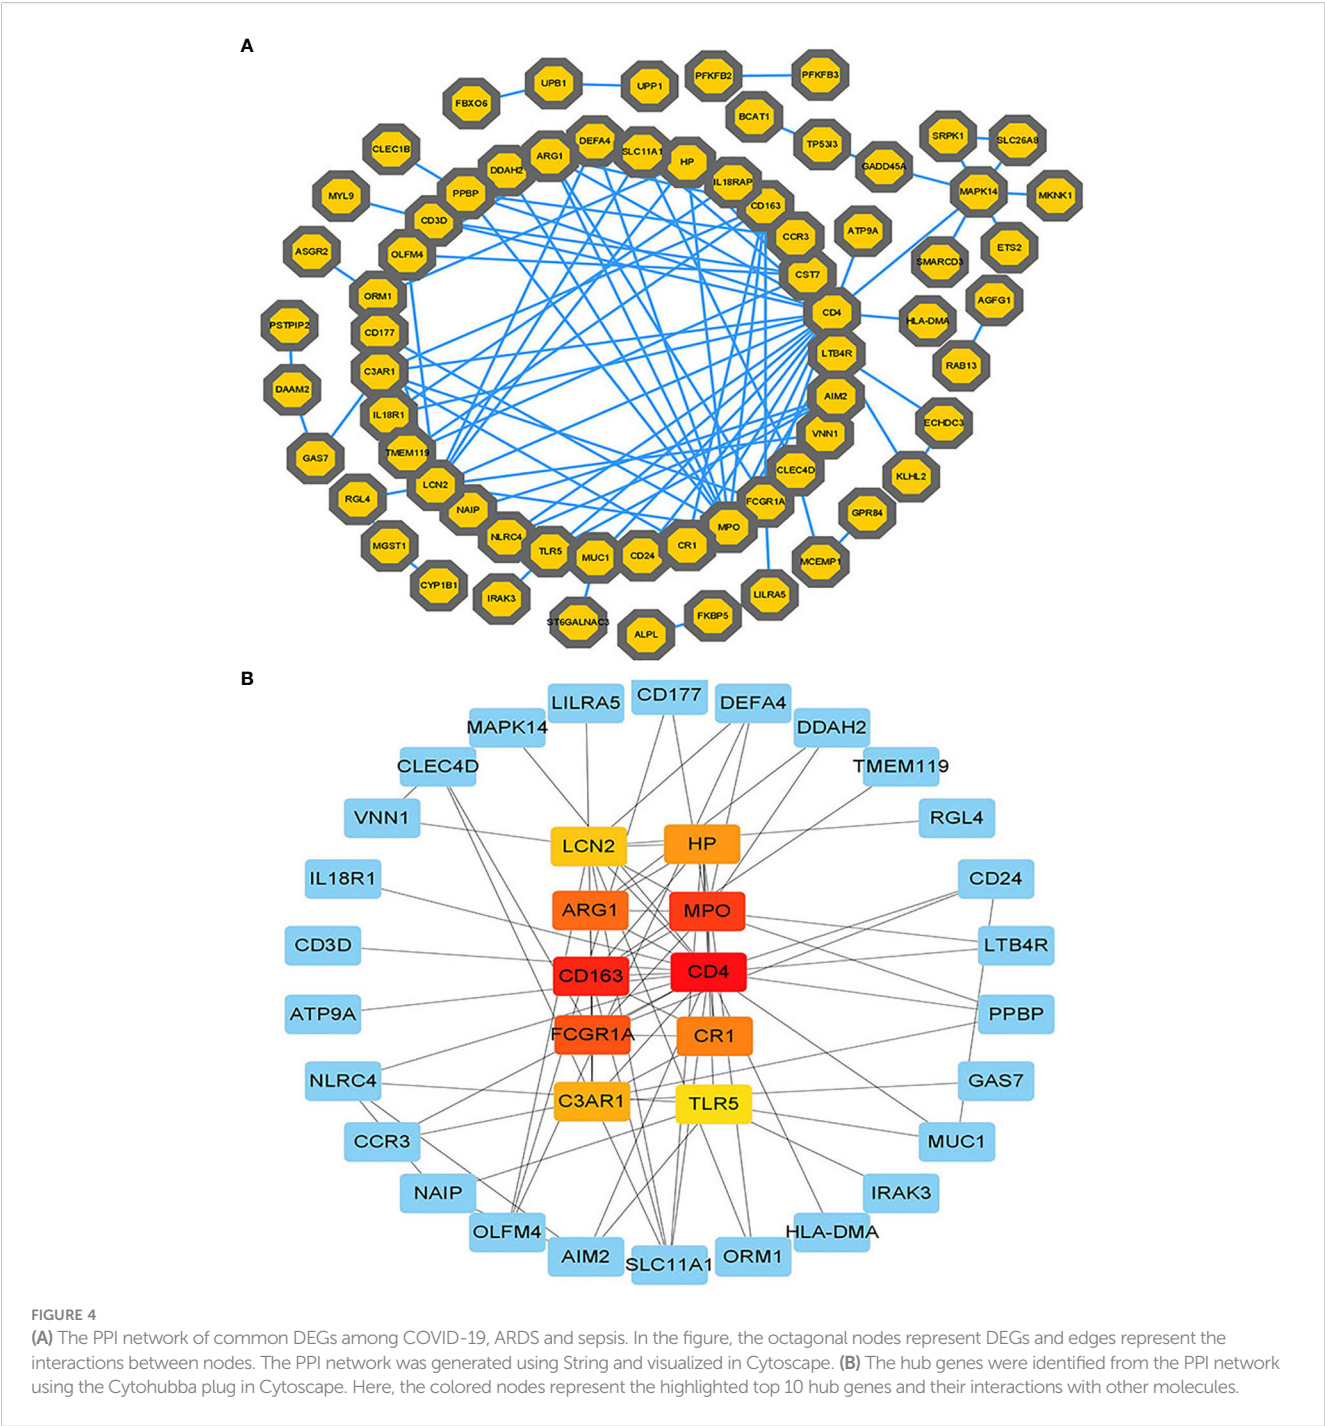 A
FBXO6
UPB1
UPP1
PFKFB2
PFKFB3
BCAT1
TP53I3
GADD45A
SRPK1
SLC26A8
MAPK14
MKNK1
ETS2
SMARCD3
ATP9A
AGFG1
RAB13
HLA-DMA
ECHDC3
KLHL2
GPR84
MCEMP1
LILRA5
FKBP5
ALPL
ST6GALNAC3
IRAK3
CYP1B1
MGST1
RGL4
GAS7
DAAM2
PSTPIP2
ASGR2
MYL9
CLEC1B
DEFA4
SLC11A1
HP
IL18RAP
CD163
CCR3
CST7
CD4
LTB4R
AIM2
VNN1
CLEC4D
FCGR1A
MPO
CR1
CD24
MUC1
TLR5
NLRC4
NAIP
LCN2
TMEM119
IL18R1
C3AR1
CD177
ORM1
OLFM4
CD3D
PPBP
DDAH2
ARG1
B
LILRA5
CD177
DEFA4
MAPK14
DDAH2
CLEC4D
TMEM119
VNN1
RGL4
LCN2
HP
IL18R1
CD24
ARG1
MPO
CD3D
LTB4R
CD163
CD4
ATP9A
PPBP
FCGR1A
CR1
NLRC4
GAS7
C3AR1
TLR5
CCR3
MUC1
NAIP
IRAK3
OLFM4
HLA-DMA
AIM2
SLC11A1
ORM1
FIGURE 4
(A) The PPI network of common DEGs among COVID-19, ARDS and sepsis. In the figure, the octagonal nodes represent DEGs and edges represent the
interactions between nodes. The PPI network was generated using String and visualized in Cytoscape. (B) The hub genes were identified from the PPI network
using the Cytohubba plug in Cytoscape. Here, the colored nodes represent the highlighted top 10 hub genes and their interactions with other molecules.